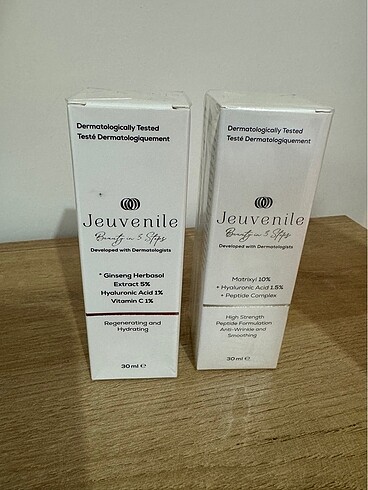 Dermatologically Tested
Testé Dermatologiquement
Jeuvenile
Beauty in 3 Steps
Developed with Dermatologists
* Ginseng Herbasol
Extract 5%
Hyaluronic Acid 1%
Vitamin C 1%
Regenerating and
Hydrating
30 ml ℮
Dermatologically Tested
Testé Dermatologiquement
Jeuvenile
Beauty in 3 Steps
Developed with Dermatologists
Matrixyl 10%
+ Hyaluronic Acid 1.5%
+ Peptide Complex
High Strength
Peptide Formulation
Anti-Wrinkle and
Smoothing
30 ml ℮